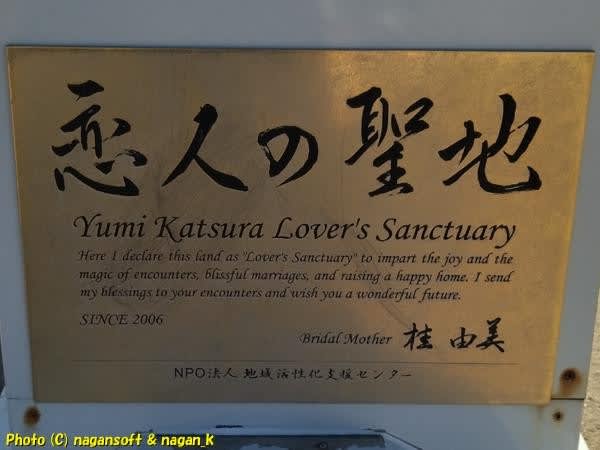 恋人の聖地
Yumi Katsura Lover's Sanctuary
Here I declare this land as "Lover's Sanctuary" to impart the joy and the
magic of encounters, blissful marriages, and raising a happy home. I send
my blessings to your encounters and wish you a wonderful future.
SINCE 2006
Bridal Mother 桂 由美
NPO法人 地域活性化支援センター
Photo (C) nagansoft & nagan_k